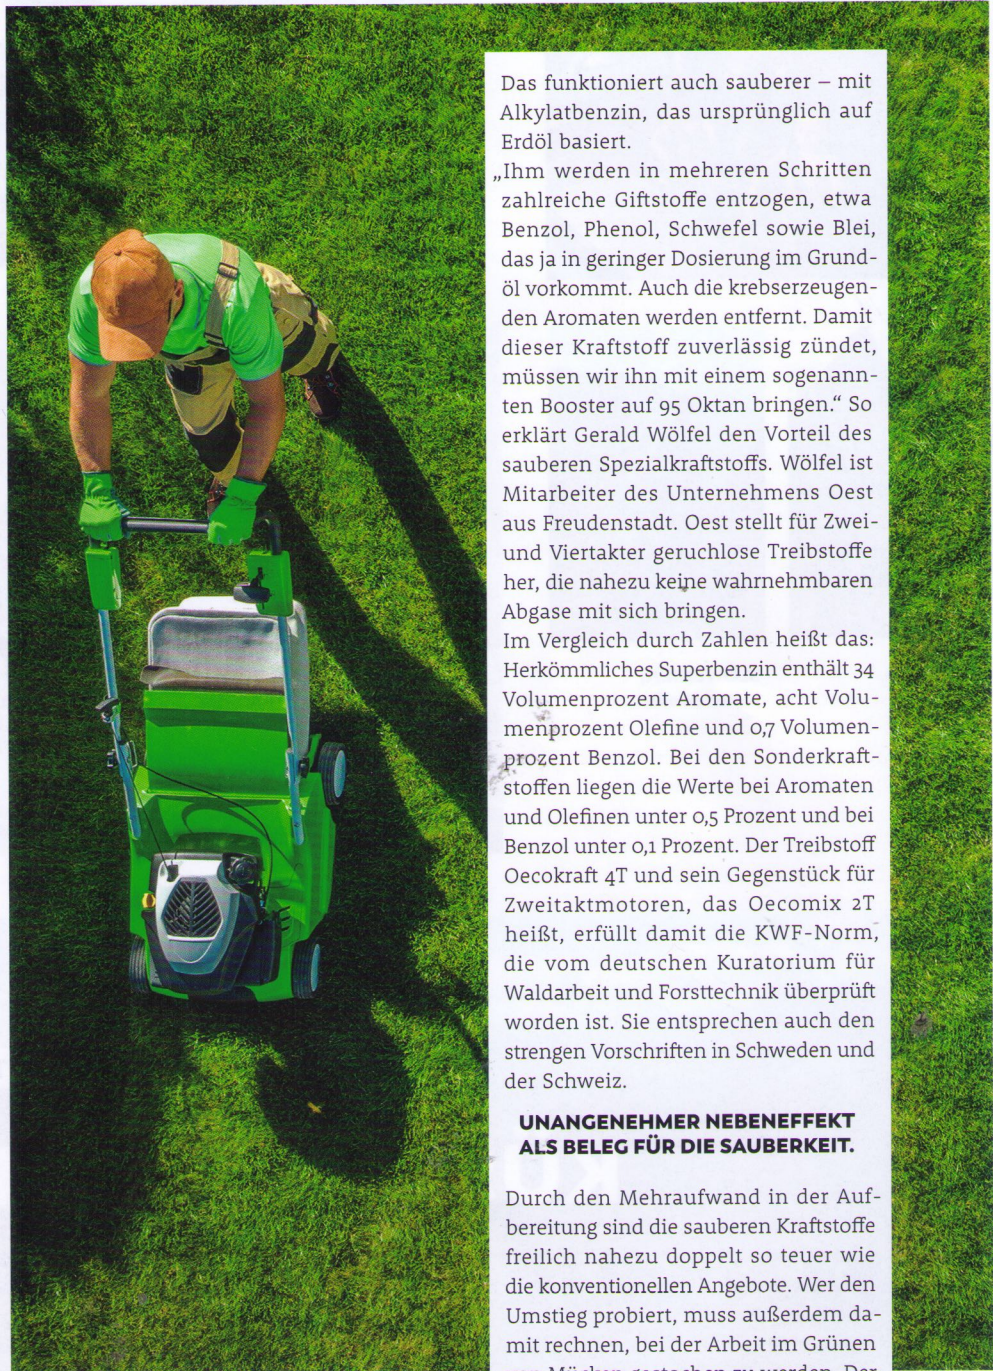 Das funktioniert auch sauberer – mit
Alkylatbenzin, das ursprünglich auf
Erdöl basiert.
„Ihm werden in mehreren Schritten
zahlreiche Giftstoffe entzogen, etwa
Benzol, Phenol, Schwefel sowie Blei,
das ja in geringer Dosierung im Grund-
öl vorkommt. Auch die krebserzeugen-
den Aromaten werden entfernt. Damit
dieser Kraftstoff zuverlässig zündet,
müssen wir ihn mit einem sogenann-
ten Booster auf 95 Oktan bringen.“ So
erklärt Gerald Wölfel den Vorteil des
sauberen Spezialkraftstoffs. Wölfel ist
Mitarbeiter des Unternehmens Oest
aus Freudenstadt. Oest stellt für Zwei-
und Viertakter geruchlose Treibstoffe
her, die nahezu keine wahrnehmbaren
Abgase mit sich bringen.
Im Vergleich durch Zahlen heißt das:
Herkömmliches Superbenzin enthält 34
Volumenprozent Aromate, acht Volu-
menprozent Olefine und 0,7 Volumen-
prozent Benzol. Bei den Sonderkraft-
stoffen liegen die Werte bei Aromaten
und Olefinen unter 0,5 Prozent und bei
Benzol unter 0,1 Prozent. Der Treibstoff
Oecokraft 4T und sein Gegenstück für
Zweitaktmotoren, das Oecomix 2T
heißt, erfüllt damit die KWF-Norm,
die vom deutschen Kuratorium für
Waldarbeit und Forsttechnik überprüft
worden ist. Sie entsprechen auch den
strengen Vorschriften in Schweden und
der Schweiz.
UNANGENEHMER NEBENEFFEKT
ALS BELEG FÜR DIE SAUBERKEIT.
Durch den Mehraufwand in der Auf-
bereitung sind die sauberen Kraftstoffe
freilich nahezu doppelt so teuer wie
die konventionellen Angebote. Wer den
Umstieg probiert, muss außerdem da-
mit rechnen, bei der Arbeit im Grünen
von Mücken gestochen zu werden. Der